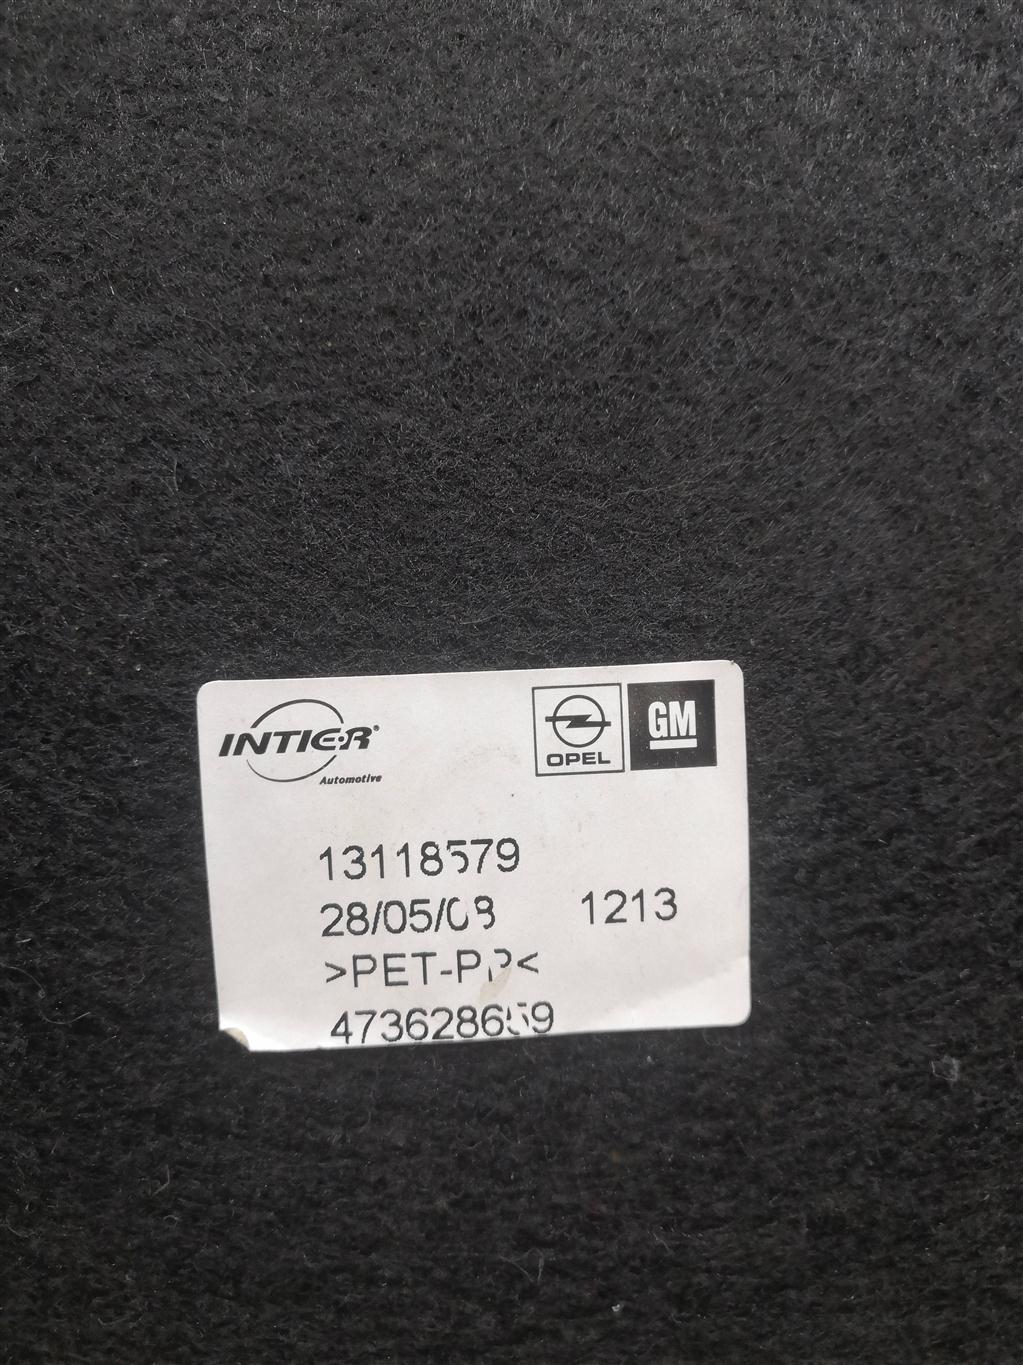 INTIER®
Automotive
OPEL
GM
13118579
28/05/08 1213
>PET-PP<
473628659